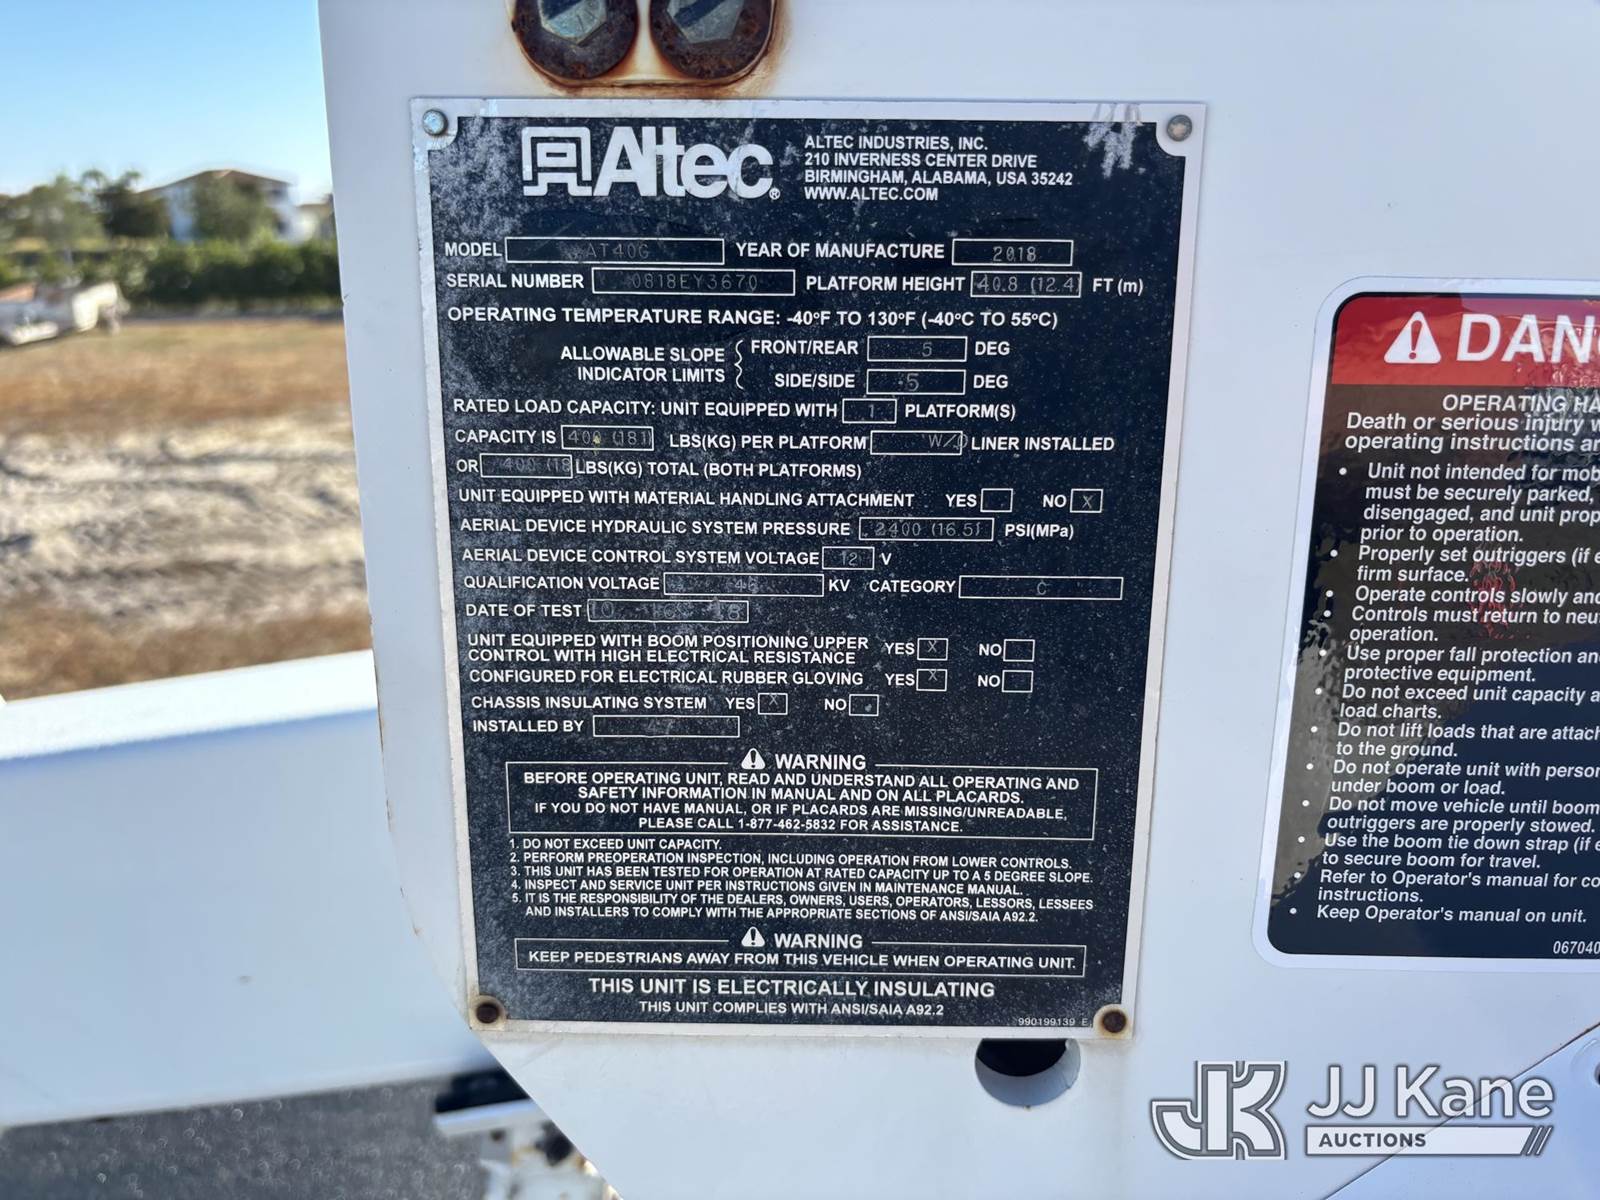 Altec®
ALTEC INDUSTRIES, INC.
210 INVERNESS CENTER DRIVE
BIRMINGHAM, ALABAMA, USA 35242
WWW.ALTEC.COM
MODEL AT40G YEAR OF MANUFACTURE 2018
SERIAL NUMBER 0818EY3670 PLATFORM HEIGHT 40.8 (12.4) FT (m)
OPERATING TEMPERATURE RANGE: -40°F TO 130°F (-40°C TO 55°C)
ALLOWABLE SLOPE INDICATOR LIMITS
FRONT/REAR 5 DEG
SIDE/SIDE 5 DEG
RATED LOAD CAPACITY: UNIT EQUIPPED WITH 1 PLATFORM(S)
CAPACITY IS 400 (181) LBS(KG) PER PLATFORM W/O LINER INSTALLED
OR 400 (18 LBS(KG) TOTAL (BOTH PLATFORMS)
UNIT EQUIPPED WITH MATERIAL HANDLING ATTACHMENT YES NO X
AERIAL DEVICE HYDRAULIC SYSTEM PRESSURE 2400 (16.5) PSI(MPa)
AERIAL DEVICE CONTROL SYSTEM VOLTAGE 12 V
QUALIFICATION VOLTAGE 46 KV CATEGORY C
DATE OF TEST 18
UNIT EQUIPPED WITH BOOM POSITIONING UPPER
CONTROL WITH HIGH ELECTRICAL RESISTANCE YES X NO
CONFIGURED FOR ELECTRICAL RUBBER GLOVING YES X NO
CHASSIS INSULATING SYSTEM YES X NO
INSTALLED BY
WARNING
BEFORE OPERATING UNIT, READ AND UNDERSTAND ALL OPERATING AND
SAFETY INFORMATION IN MANUAL AND ON ALL PLACARDS.
IF YOU DO NOT HAVE MANUAL, OR IF PLACARDS ARE MISSING/UNREADABLE,
PLEASE CALL 1-877-462-5832 FOR ASSISTANCE.
1. DO NOT EXCEED UNIT CAPACITY.
2. PERFORM PREOPERATION INSPECTION, INCLUDING OPERATION FROM LOWER CONTROLS.
3. THIS UNIT HAS BEEN TESTED FOR OPERATION AT RATED CAPACITY UP TO A 5 DEGREE SLOPE.
4. INSPECT AND SERVICE UNIT PER INSTRUCTIONS GIVEN IN MAINTENANCE MANUAL.
5. IT IS THE RESPONSIBILITY OF THE DEALERS, OWNERS, USERS, OPERATORS, LESSORS, LESSEES
AND INSTALLERS TO COMPLY WITH THE APPROPRIATE SECTIONS OF ANSI/SAIA A92.2.
WARNING
KEEP PEDESTRIANS AWAY FROM THIS VEHICLE WHEN OPERATING UNIT.
THIS UNIT IS ELECTRICALLY INSULATING
THIS UNIT COMPLIES WITH ANSI/SAIA A92.2
990199139 E
DAN
OPERATING HA
Death or serious injury w
operating instructions ar
• Unit not intended for mob
must be securely parked,
disengaged, and unit prop
prior to operation.
• Properly set outriggers (if e
firm surface.
• Operate controls slowly and
• Controls must return to neut
operation.
• Use proper fall protection an
protective equipment.
• Do not exceed unit capacity a
load charts.
• Do not lift loads that are attach
to the ground.
• Do not operate unit with person
under boom or load.
• Do not move vehicle until boom
outriggers are properly stowed.
• Use the boom tie down strap (if e
to secure boom for travel.
• Refer to Operator's manual for co
instructions.
• Keep Operator's manual on unit.
067040
JK JJ Kane
AUCTIONS